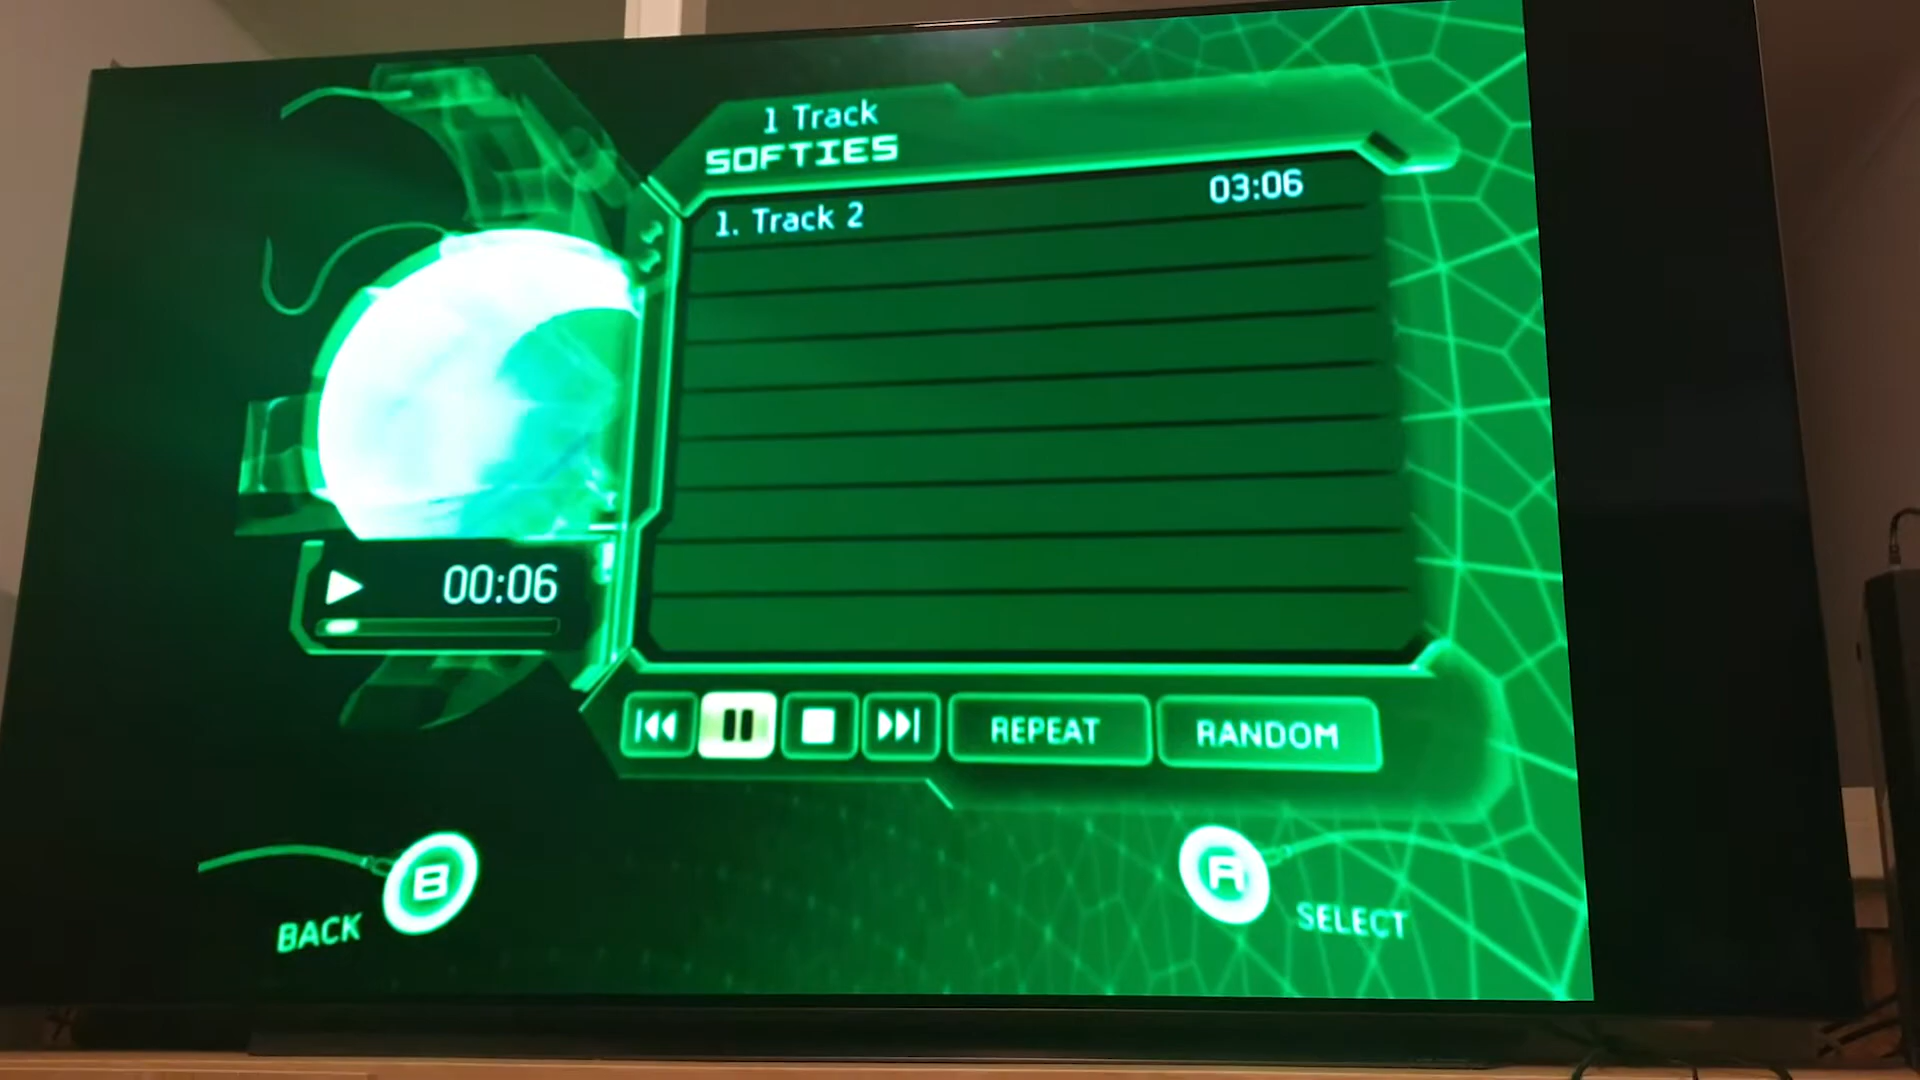 1 Track
SOFTIES
03:06
1. Track 2
00:06
REPEAT
RANDOM
B
A
BACK
SELECT